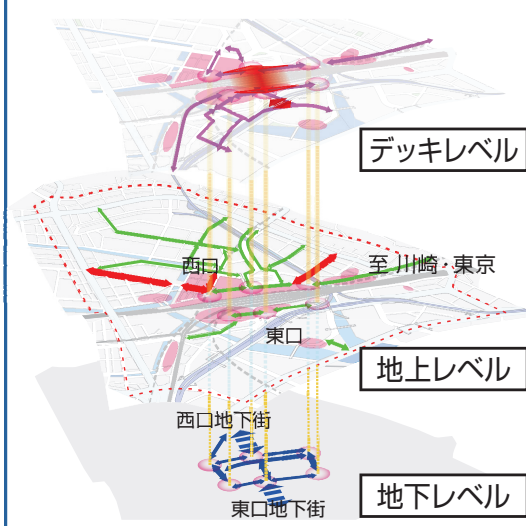 デッキレベル
西口
至 川崎・東京
東口
地上レベル
西口地下街
東口地下街
地下レベル